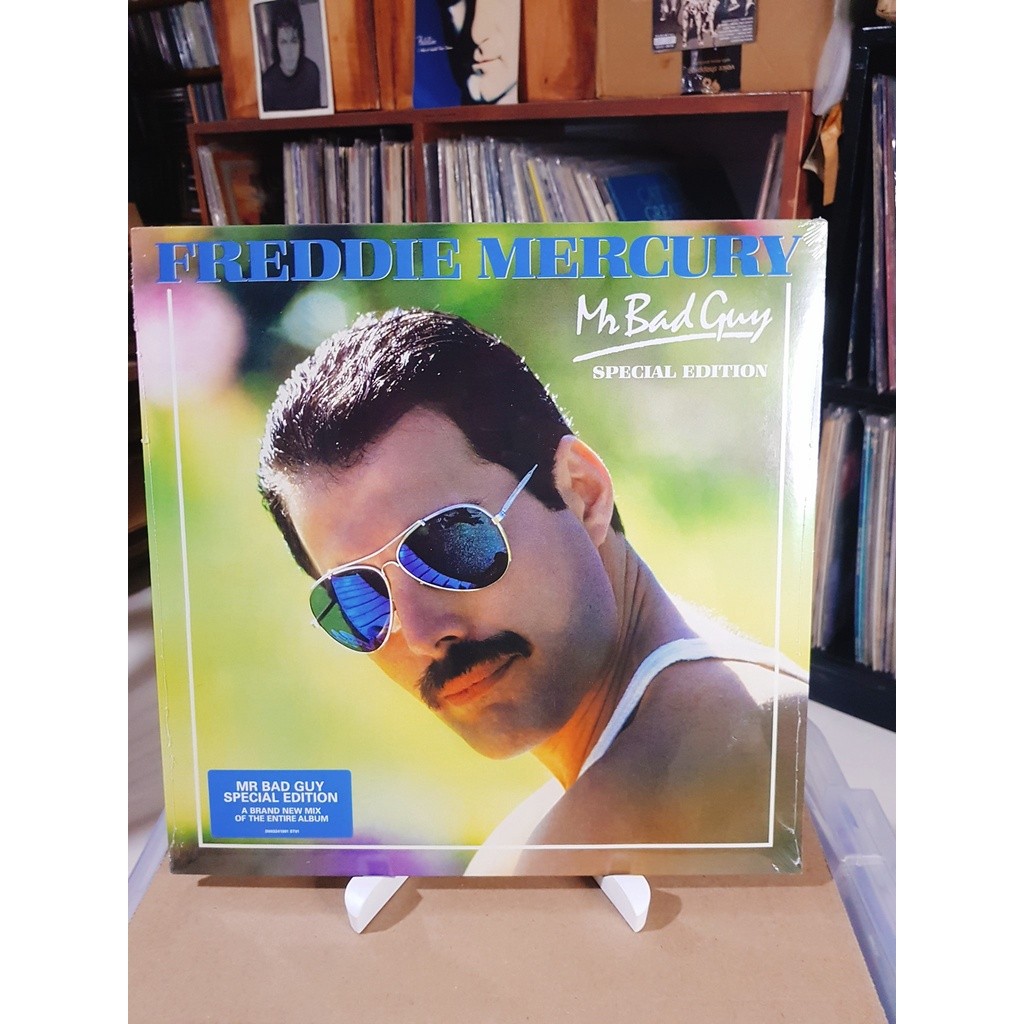 FREDDIE MERCURY
Mr Bad Guy
SPECIAL EDITION
MR BAD GUY
SPECIAL EDITION
A BRAND NEW MIX
OF THE ENTIRE ALBUM